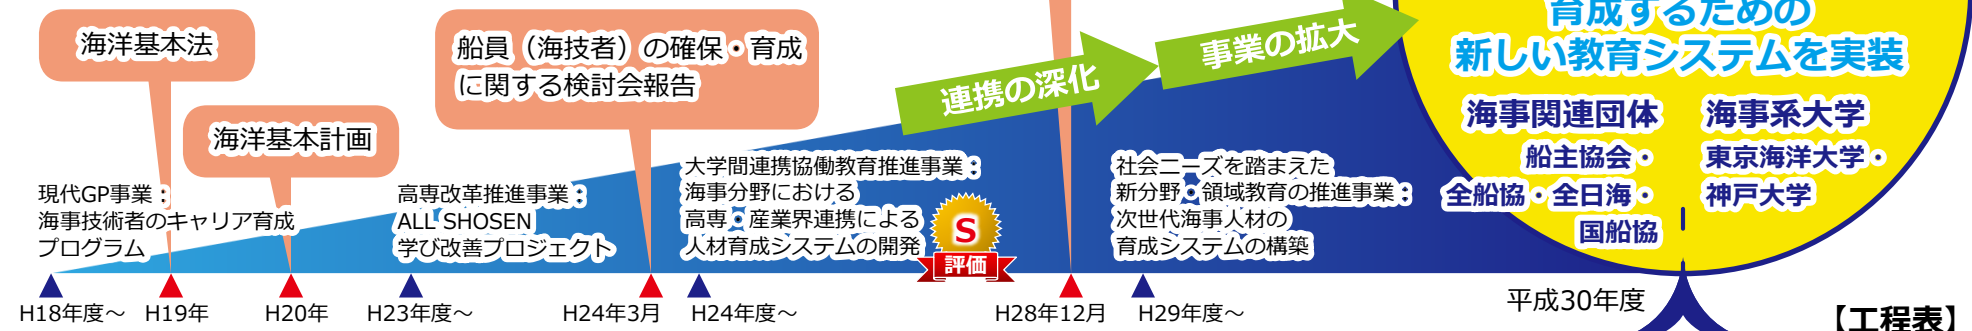 海洋基本法
海洋基本計画
船員（海技者）の確保・育成
に関する検討会報告
連携の深化
事業の拡大
育成するための
新しい教育システムを実装
海事関連団体
船主協会・
全船協・全日海・
国船協
海事系大学
東京海洋大学・
神戸大学
現代GP事業：
海事技術者のキャリア育成
プログラム
高専改革推進事業：
ALL SHOSEN
学び改善プロジェクト
大学間連携協働教育推進事業：
海事分野における
高専・産業界連携による
人材育成システムの開発
S
評価
社会ニーズを踏まえた
新分野・領域教育の推進事業：
次世代海事人材の
育成システムの構築
H18年度～
H19年
H20年
H23年度～
H24年3月
H24年度～
H28年12月
H29年度～
平成30年度
【工程表】